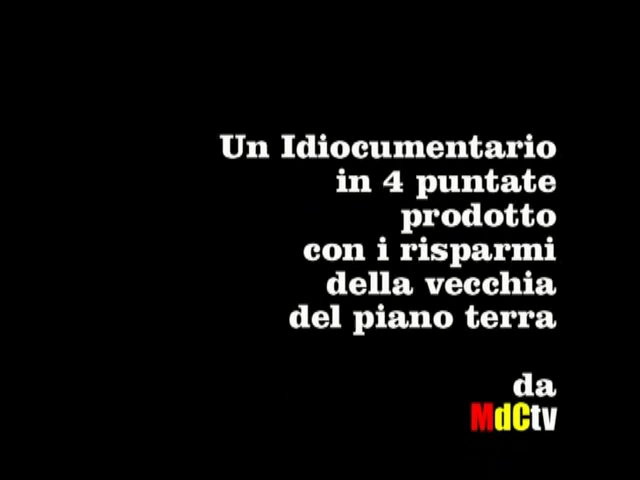 Un Idiocumentario
in 4 puntate
prodotto
con i risparmi
della vecchia
del piano terra
da
MdCtv